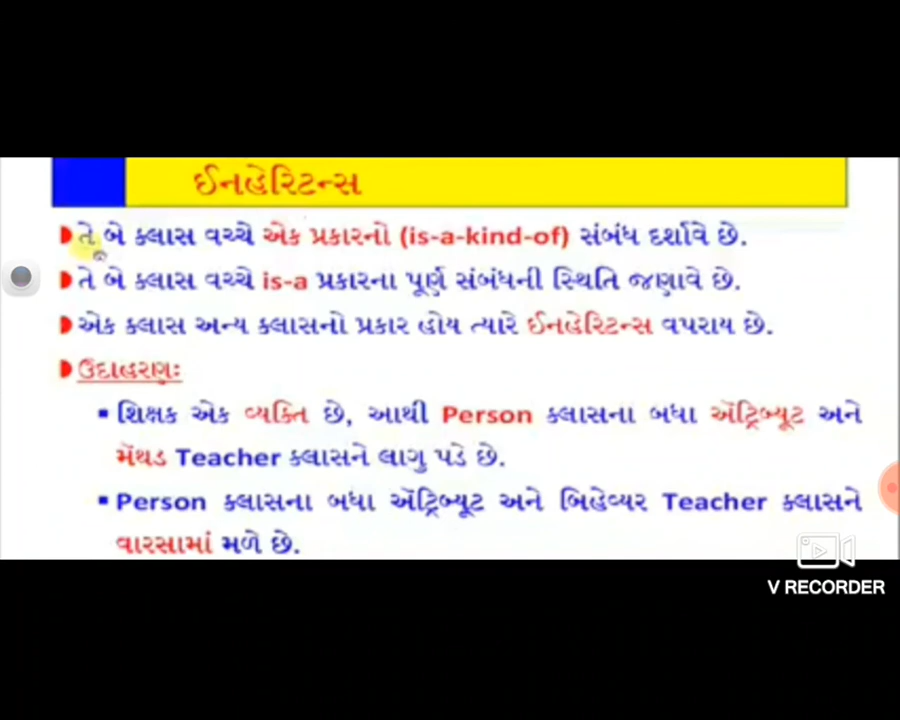 ઈનહેરિટન્સ
તે બે ક્લાસ વચ્ચે એક પ્રકારનો (is-a-kind-of) સંબંધ દર્શાવે છે.
તે બે ક્લાસ વચ્ચે is-a પ્રકારના પૂર્ણ સંબંધની સ્થિતિ જણાવે છે.
એક ક્લાસ અન્ય ક્લાસનો પ્રકાર હોય ત્યારે ઈનહેરિટન્સ વપરાય છે.
ઉદાહરણઃ
શિક્ષક એક વ્યક્તિ છે, આથી Person ક્લાસના બધા ઍટ્રિબ્યૂટ અને
મૅથડ Teacher ક્લાસને લાગુ પડે છે.
Person ક્લાસના બધા ઍટ્રિબ્યૂટ અને બિહેવ્યર Teacher ક્લાસને
વારસામાં મળે છે.
V RECORDER